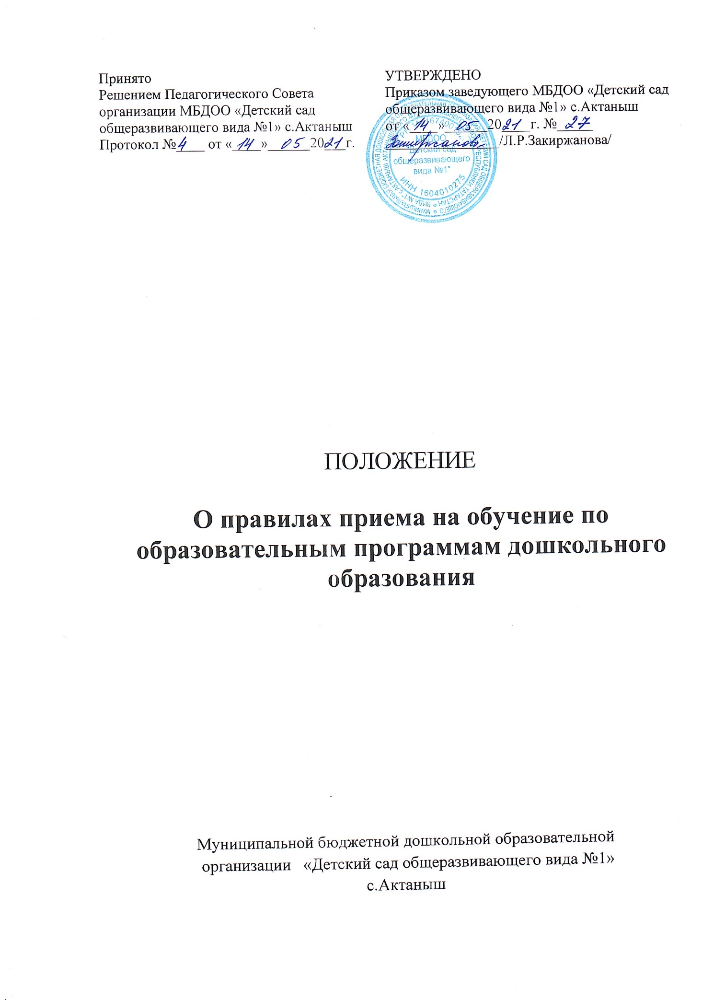 Принято
Решением Педагогического Совета
организации МБДОО «Детский сад
общеразвивающего вида №1» с.Актаныш
Протокол №4 от «14» 05 2021 г.
УТВЕРЖДЕНО
Приказом заведующего МБДОО «Детский сад
общеразвивающего вида №1» с.Актаныш
от «14» 05 2021 г. № 27
/Л.Р.Закиржанова/
МБДОО
"Детский сад
общеразвивающего
вида №1"
ИНН 1604010275
ПОЛОЖЕНИЕ
О правилах приема на обучение по
образовательным программам дошкольного
образования
Муниципальной бюджетной дошкольной образовательной
организации «Детский сад общеразвивающего вида №1»
с.Актаныш